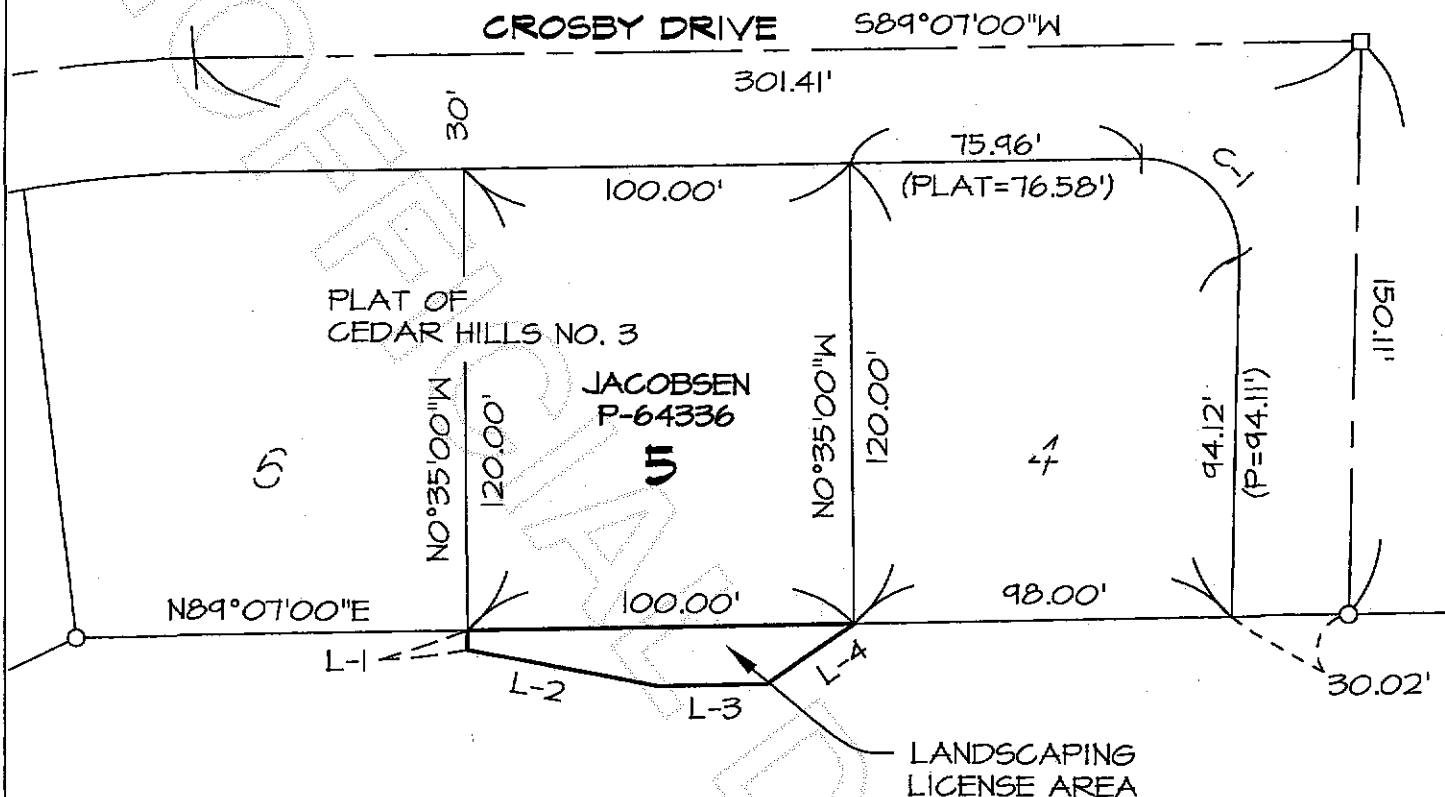 CROSBY DRIVE S89°07'00"W
301.41'
30'
75.96'
(PLAT=76.58')
C-1
100.00'
150.11'
PLAT OF
CEDAR HILLS NO. 3
JACOBSEN
P-64336
5
N0°35'00"W
120.00'
N0°35'00"W
120.00'
6
4
94.12'
(P=94.11')
N89°07'00"E
100.00'
98.00'
L-1
L-2
L-3
L-4
30.02'
LANDSCAPING
LICENSE AREA